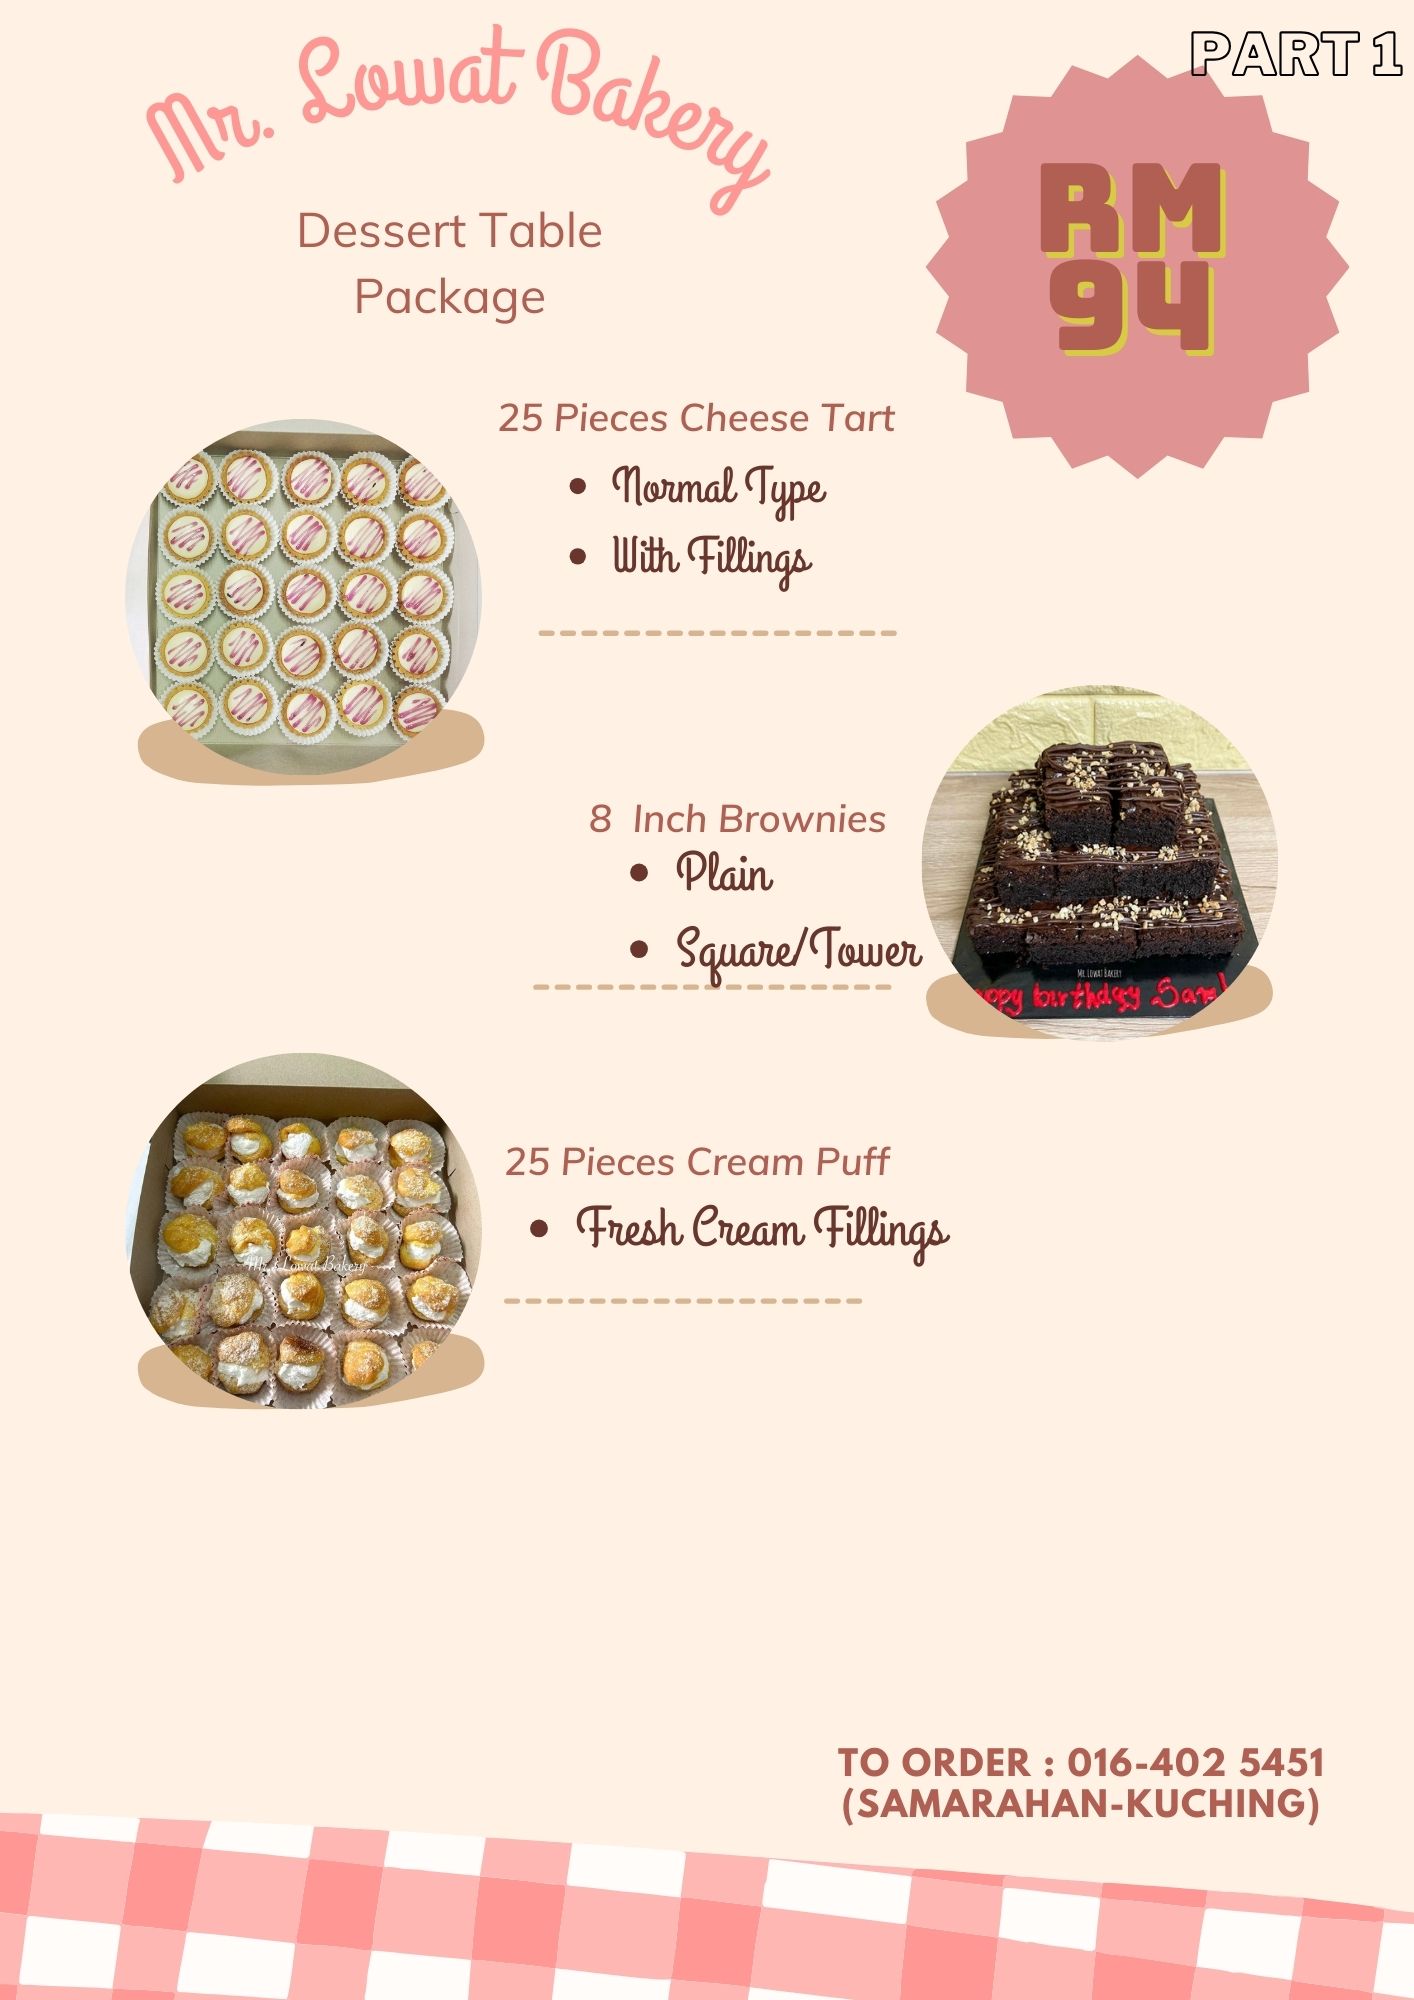 PART 1
Mr. Lowat Bakery
Dessert Table
Package
RM
94
25 Pieces Cheese Tart
• Normal Type
• With Fillings
8 Inch Brownies
• Plain
• Square/Tower
MR. LOWAT BAKERY
appy birthday Sam!
25 Pieces Cream Puff
• Fresh Cream Fillings
Mr. Lowat Bakery
TO ORDER : 016-402 5451
(SAMARAHAN-KUCHING)